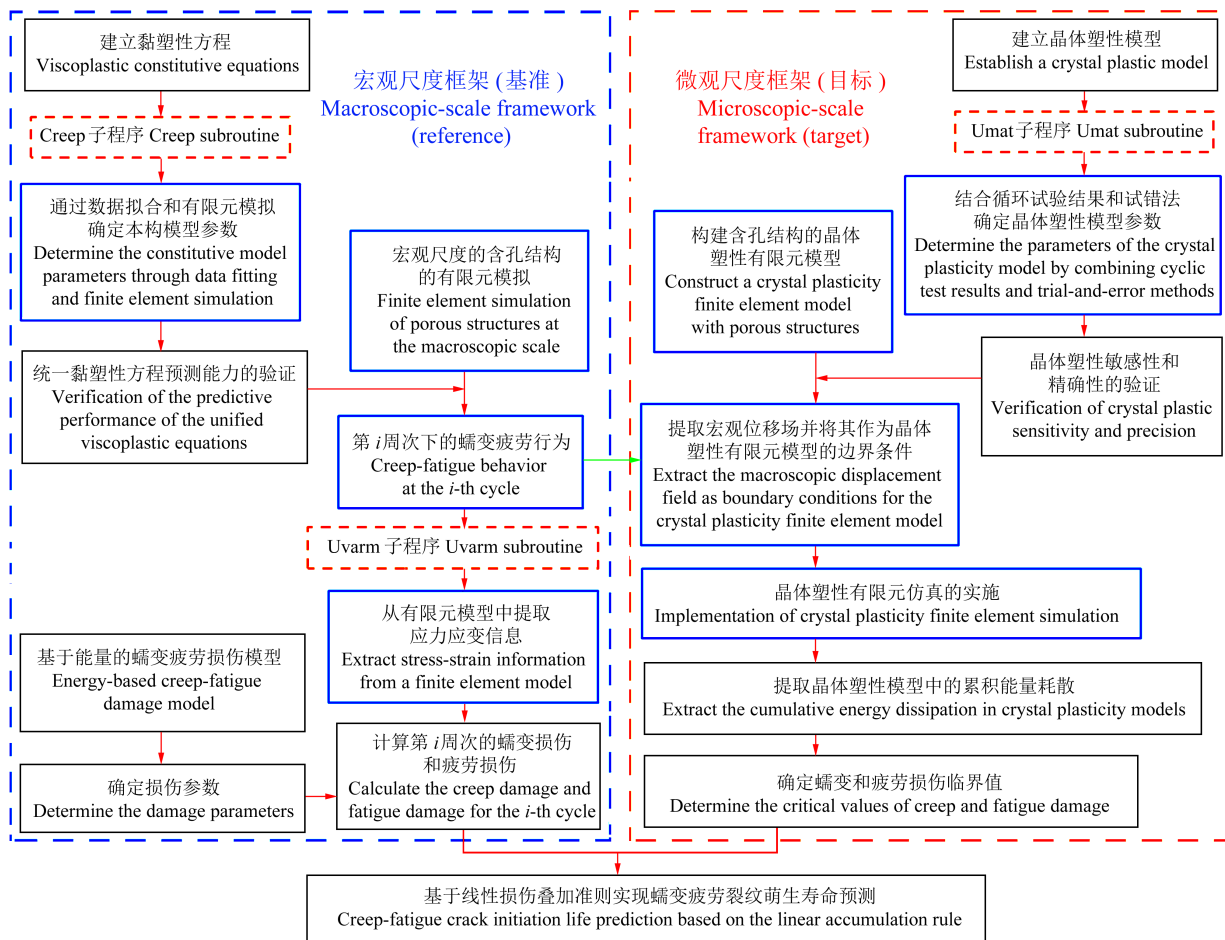 建立黏塑性方程
Viscoplastic constitutive equations
Creep 子程序 Creep subroutine
通过数据拟合和有限元模拟
确定本构模型参数
Determine the constitutive model
parameters through data fitting
and finite element simulation
统一黏塑性方程预测能力的验证
Verification of the predictive
performance of the unified
viscoplastic equations
基于能量的蠕变疲劳损伤模型
Energy-based creep-fatigue
damage model
确定损伤参数
Determine the damage parameters
宏观尺度框架 (基准)
Macroscopic-scale framework
(reference)
宏观尺度的含孔结构
的有限元模拟
Finite element simulation
of porous structures at
the macroscopic scale
第 i 周次下的蠕变疲劳行为
Creep-fatigue behavior
at the i-th cycle
Uvarm 子程序 Uvarm subroutine
从有限元模型中提取
应力应变信息
Extract stress-strain information
from a finite element model
计算第 i 周次的蠕变损伤
和疲劳损伤
Calculate the creep damage and
fatigue damage for the i-th cycle
微观尺度框架 (目标)
Microscopic-scale
framework (target)
建立晶体塑性模型
Establish a crystal plastic model
Umat 子程序 Umat subroutine
结合循环试验结果和试错法
确定晶体塑性模型参数
Determine the parameters of the crystal
plasticity model by combining cyclic
test results and trial-and-error methods
构建含孔结构的晶体
塑性有限元模型
Construct a crystal plasticity
finite element model
with porous structures
晶体塑性敏感性和
精确性的验证
Verification of crystal plastic
sensitivity and precision
提取宏观位移场并将其作为晶体
塑性有限元模型的边界条件
Extract the macroscopic displacement
field as boundary conditions for the
crystal plasticity finite element model
晶体塑性有限元仿真的实施
Implementation of crystal plasticity finite element simulation
提取晶体塑性模型中的累积能量耗散
Extract the cumulative energy dissipation in crystal plasticity models
确定蠕变和疲劳损伤临界值
Determine the critical values of creep and fatigue damage
基于线性损伤叠加准则实现蠕变疲劳裂纹萌生寿命预测
Creep-fatigue crack initiation life prediction based on the linear accumulation rule